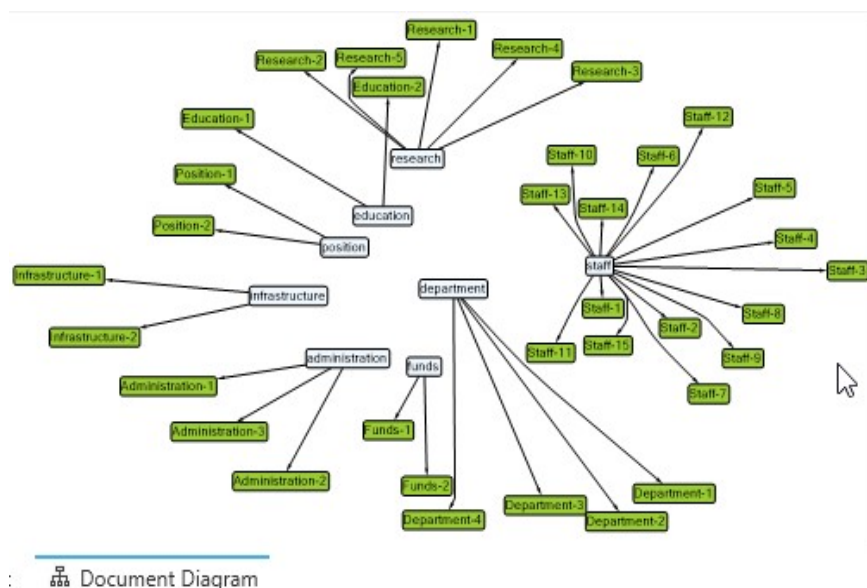 Research-1
Research-2
Research-5
Research-4
Research-3
Education-2
Education-1
research
Position-1
education
Position-2
position
Staff-12
Staff-10
Staff-6
Staff-13
Staff-14
Staff-5
Staff-4
staff
Staff-3
Staff-1
Staff-8
Staff-2
Staff-11
Staff-15
Staff-9
Staff-7
Infrastructure-1
infrastructure
Infrastructure-2
department
administration
funds
Administration-1
Administration-3
Funds-1
Administration-2
Funds-2
Department-1
Department-3
Department-4
Department-2
: Document Diagram